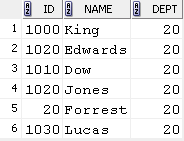 ID NAME DEPT
1 1000 King 20
2 1020 Edwards 20
3 1010 Dow 20
4 1020 Jones 20
5 20 Forrest 20
6 1030 Lucas 20